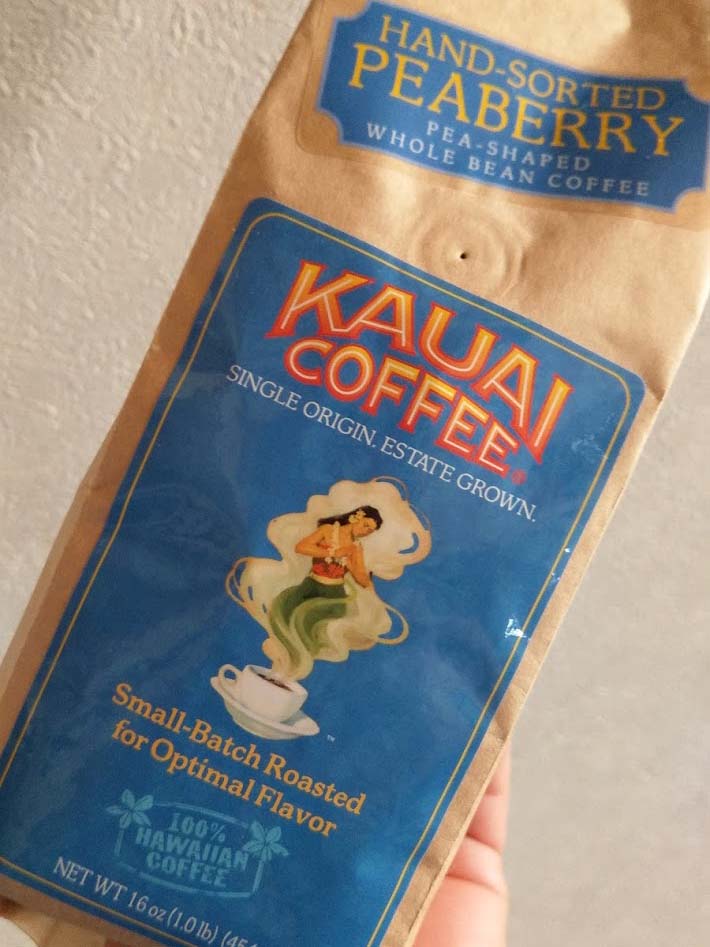 HAND-SORTED
PEABERRY
PEA-SHAPED
WHOLE BEAN COFFEE
KAUAI
COFFEE®
SINGLE ORIGIN. ESTATE GROWN.
™
Small-Batch Roasted
for Optimal Flavor
100%
HAWAIIAN
COFFEE
NET WT 16 oz (1.0 lb)